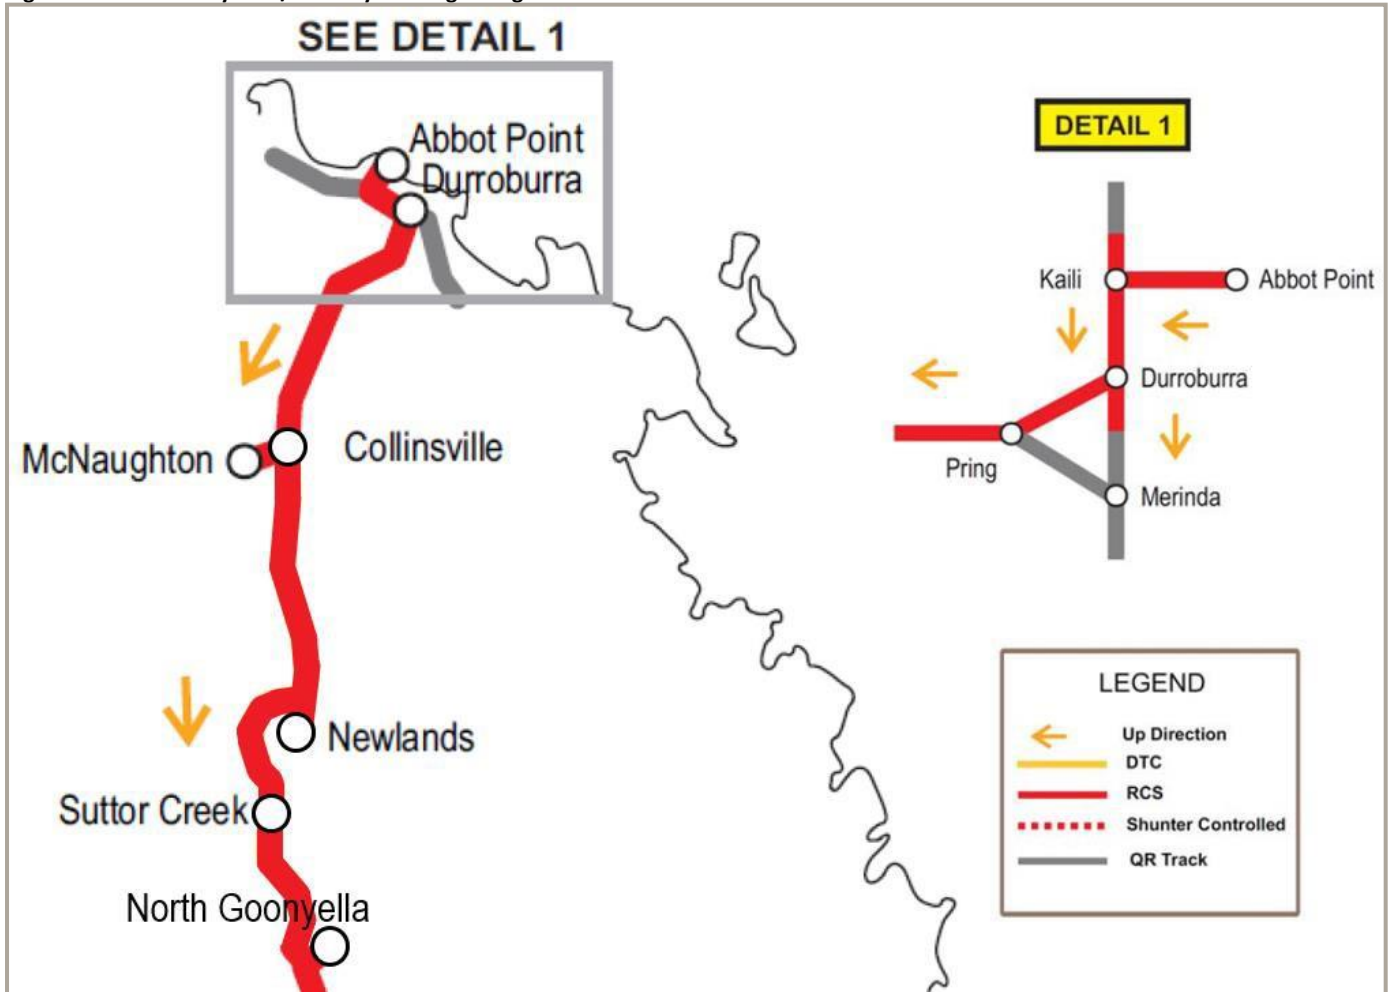 SEE DETAIL 1
Abbot Point
Durroburra
McNaughton
Collinsville
Newlands
Suttor Creek
North Goonyella
DETAIL 1
Kaili
Abbot Point
Durroburra
Pring
Merinda
LEGEND
Up Direction
DTC
RCS
Shunter Controlled
QR Track